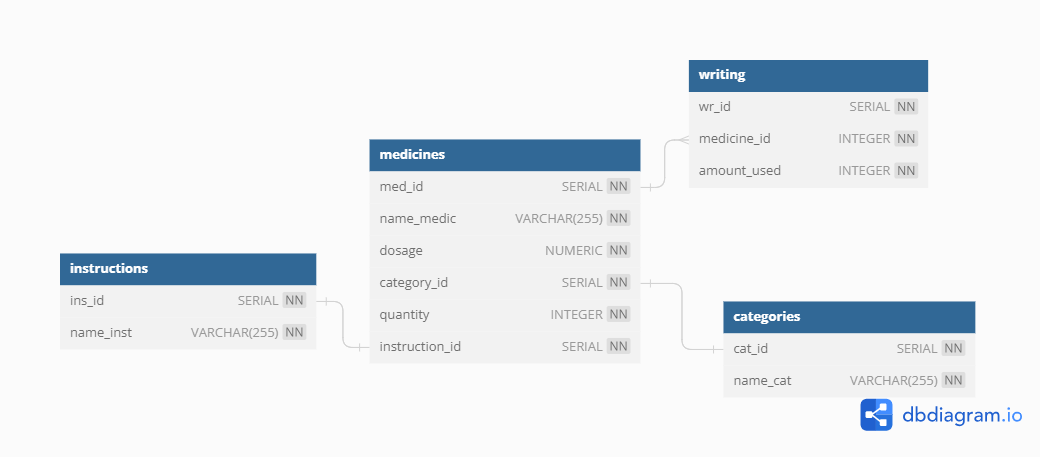 writing
wr_id SERIAL NN
medicine_id INTEGER NN
amount_used INTEGER NN
medicines
med_id SERIAL NN
name_medic VARCHAR(255) NN
dosage NUMERIC NN
category_id SERIAL NN
quantity INTEGER NN
instruction_id SERIAL NN
instructions
ins_id SERIAL NN
name_inst VARCHAR(255) NN
categories
cat_id SERIAL NN
name_cat VARCHAR(255) NN
dbdiagram.io